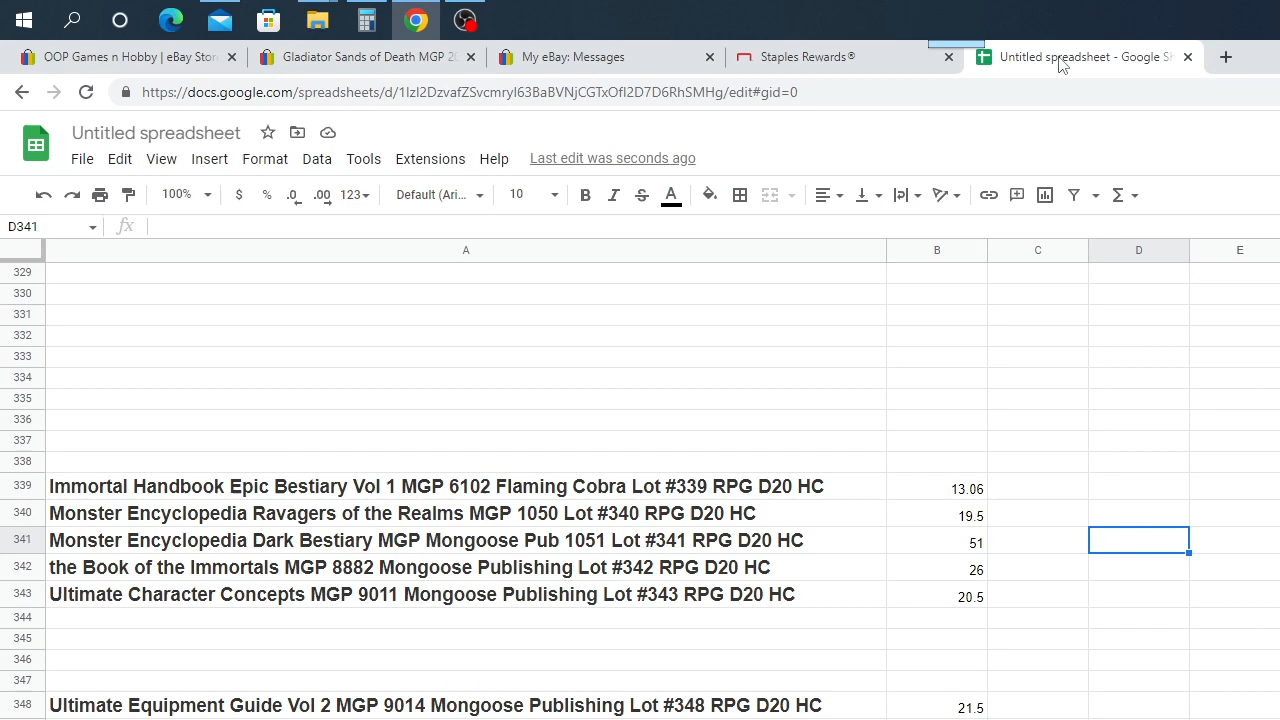 OOP Games n Hobby | eBay Stor
Gladiator Sands of Death MGP 20
My eBay: Messages
Staples Rewards®
Untitled spreadsheet - Google Sh
https://docs.google.com/spreadsheets/d/1IzI2DzvafZSvcmryI63BaBVNjCGTxOfI2D7D6RhSMHg/edit#gid=0
Untitled spreadsheet
File Edit View Insert Format Data Tools Extensions Help Last edit was seconds ago
100% $ % .0 .00 123 Default (Ari... 10 B I S A Σ
D341 fx
A B C D E
329
330
331
332
333
334
335
336
337
338
339 Immortal Handbook Epic Bestiary Vol 1 MGP 6102 Flaming Cobra Lot #339 RPG D20 HC 13.06
340 Monster Encyclopedia Ravagers of the Realms MGP 1050 Lot #340 RPG D20 HC 19.5
341 Monster Encyclopedia Dark Bestiary MGP Mongoose Pub 1051 Lot #341 RPG D20 HC 51
342 the Book of the Immortals MGP 8882 Mongoose Publishing Lot #342 RPG D20 HC 26
343 Ultimate Character Concepts MGP 9011 Mongoose Publishing Lot #343 RPG D20 HC 20.5
344
345
346
347
348 Ultimate Equipment Guide Vol 2 MGP 9014 Mongoose Publishing Lot #348 RPG D20 HC 21.5